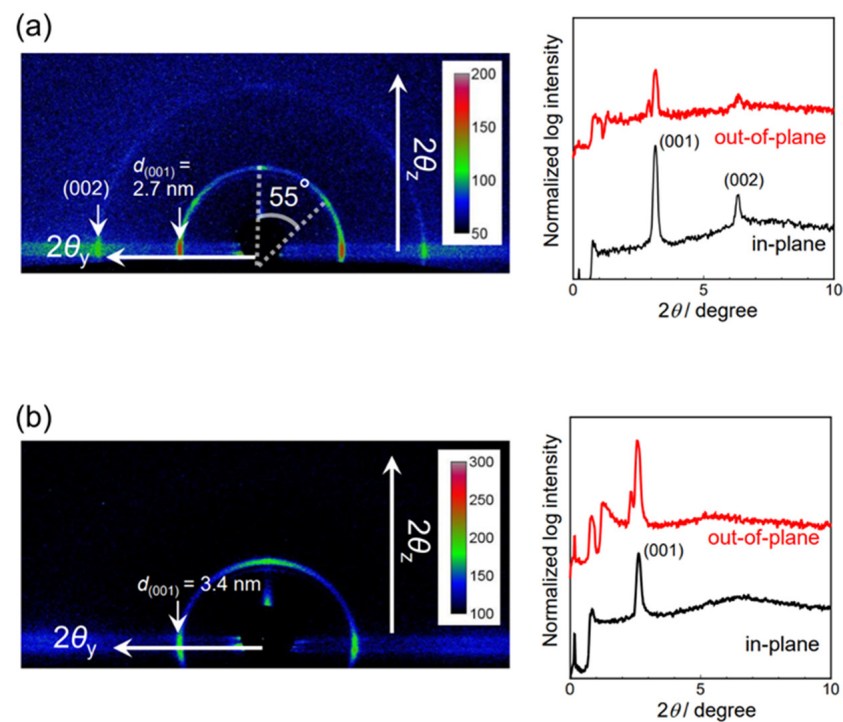 (a)
200
150
100
50
2θz
55°
d(001) =
2.7 nm
(002)
2θy
Normalized log intensity
out-of-plane
(001)
(002)
in-plane
0
5
10
2θ / degree
(b)
300
250
200
150
100
2θz
d(001) = 3.4 nm
2θy
Normalized log intensity
out-of-plane
(001)
in-plane
0
5
10
2θ / degree